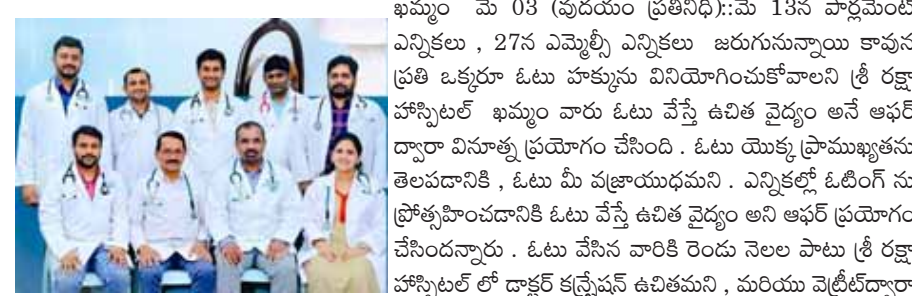 ఖమ్మం మే 03 (వుదయం ప్రతినిధి)::మే 13న పార్లమెంట్
ఎన్నికలు , 27న ఎమ్మెల్సీ ఎన్నికలు జరుగునున్నాయి కావున
ప్రతి ఒక్కరూ ఓటు హక్కును వినియోగించుకోవాలని శ్రీ రక్షా
హాస్పిటల్ ఖమ్మం వారు ఓటు వేస్తే ఉచిత వైద్యం అనే ఆఫర్
ద్వారా వినూత్న ప్రయోగం చేసింది . ఓటు యొక్క ప్రాముఖ్యతను
తెలపడానికి , ఓటు మీ వజ్రాయుధమని . ఎన్నికల్లో ఓటింగ్ ను
ప్రోత్సహించడానికి ఓటు వేస్తే ఉచిత వైద్యం అని ఆఫర్ ప్రయోగం
చేసిందన్నారు . ఓటు వేసిన వారికి రెండు నెలల పాటు శ్రీ రక్షా
హాస్పిటల్ లో డాక్టర్ కన్స్టేషన్ ఉచితమని , మరియు వెట్రీట్‌ద్వారా